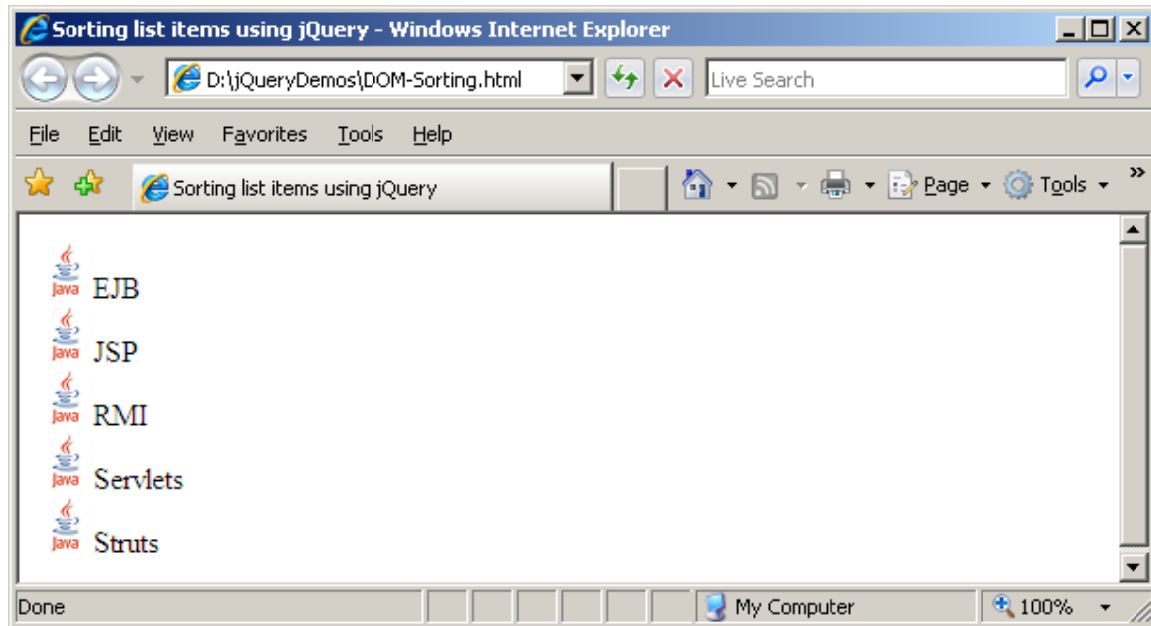 Sorting list items using jQuery - Windows Internet Explorer
D:\jQueryDemos\DOM-Sorting.html
Live Search
File Edit View Favorites Tools Help
Sorting list items using jQuery
Page Tools »
Java EJB
Java JSP
Java RMI
Java Servlets
Java Struts
Done
My Computer
100%